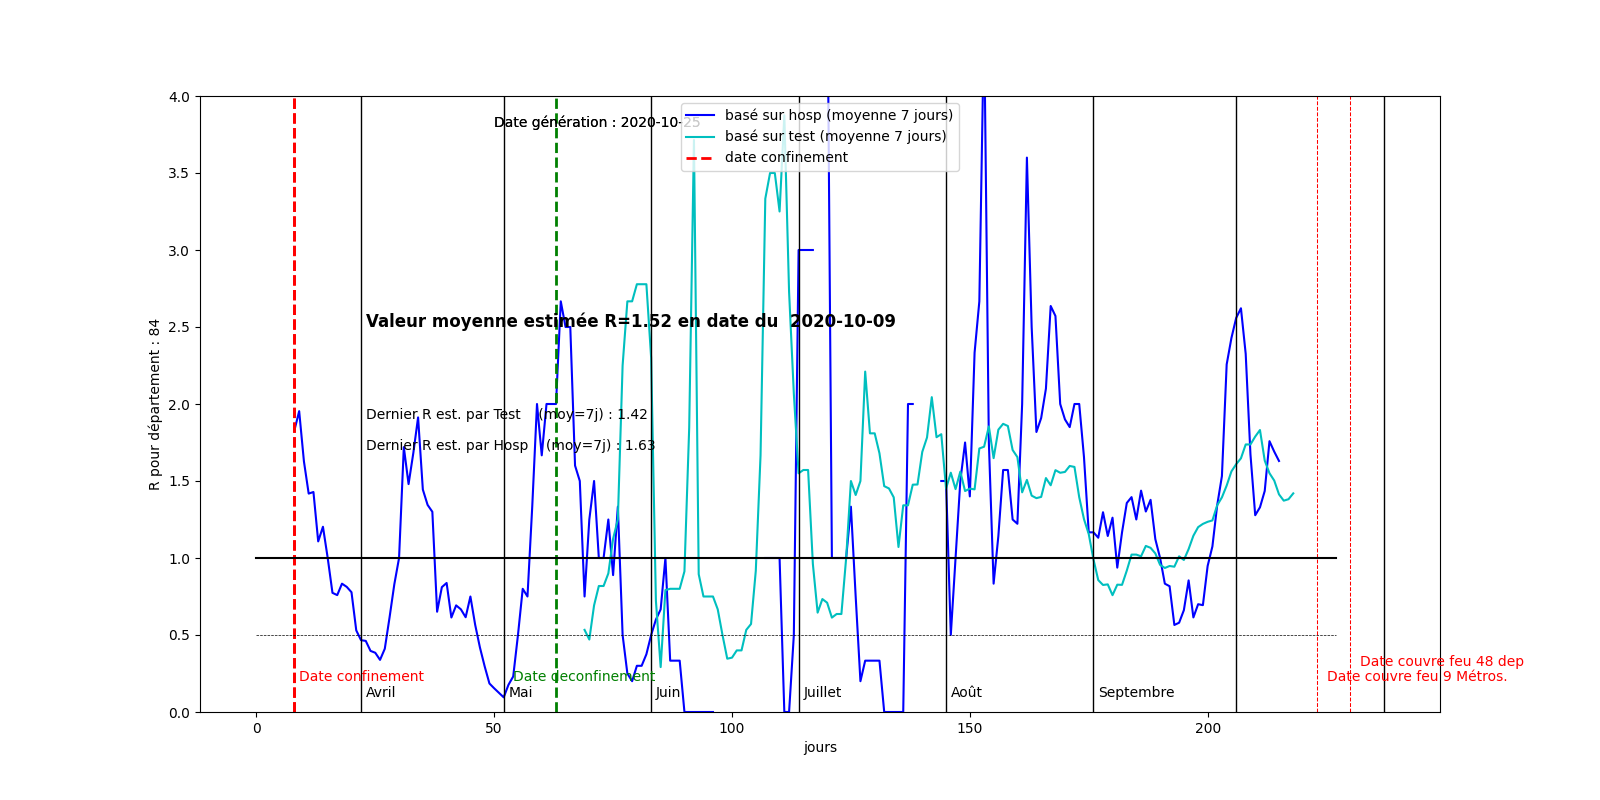 4.0
3.5
3.0
2.5
2.0
1.5
1.0
0.5
0.0
R pour département : 84
Date génération : 2020-10-25
basé sur hosp (moyenne 7 jours)
basé sur test (moyenne 7 jours)
date confinement
Valeur moyenne estimée R=1.52 en date du  2020-10-09
Dernier R est. par Test    (moy=7j) : 1.42
Dernier R est. par Hosp    (moy=7j) : 1.63
Date couvre feu 48 dep
Date confinement
Date deconfinement
Date couvre feu 9 Métros.
Avril
Mai
Juin
Juillet
Août
Septembre
0
50
100
150
200
jours